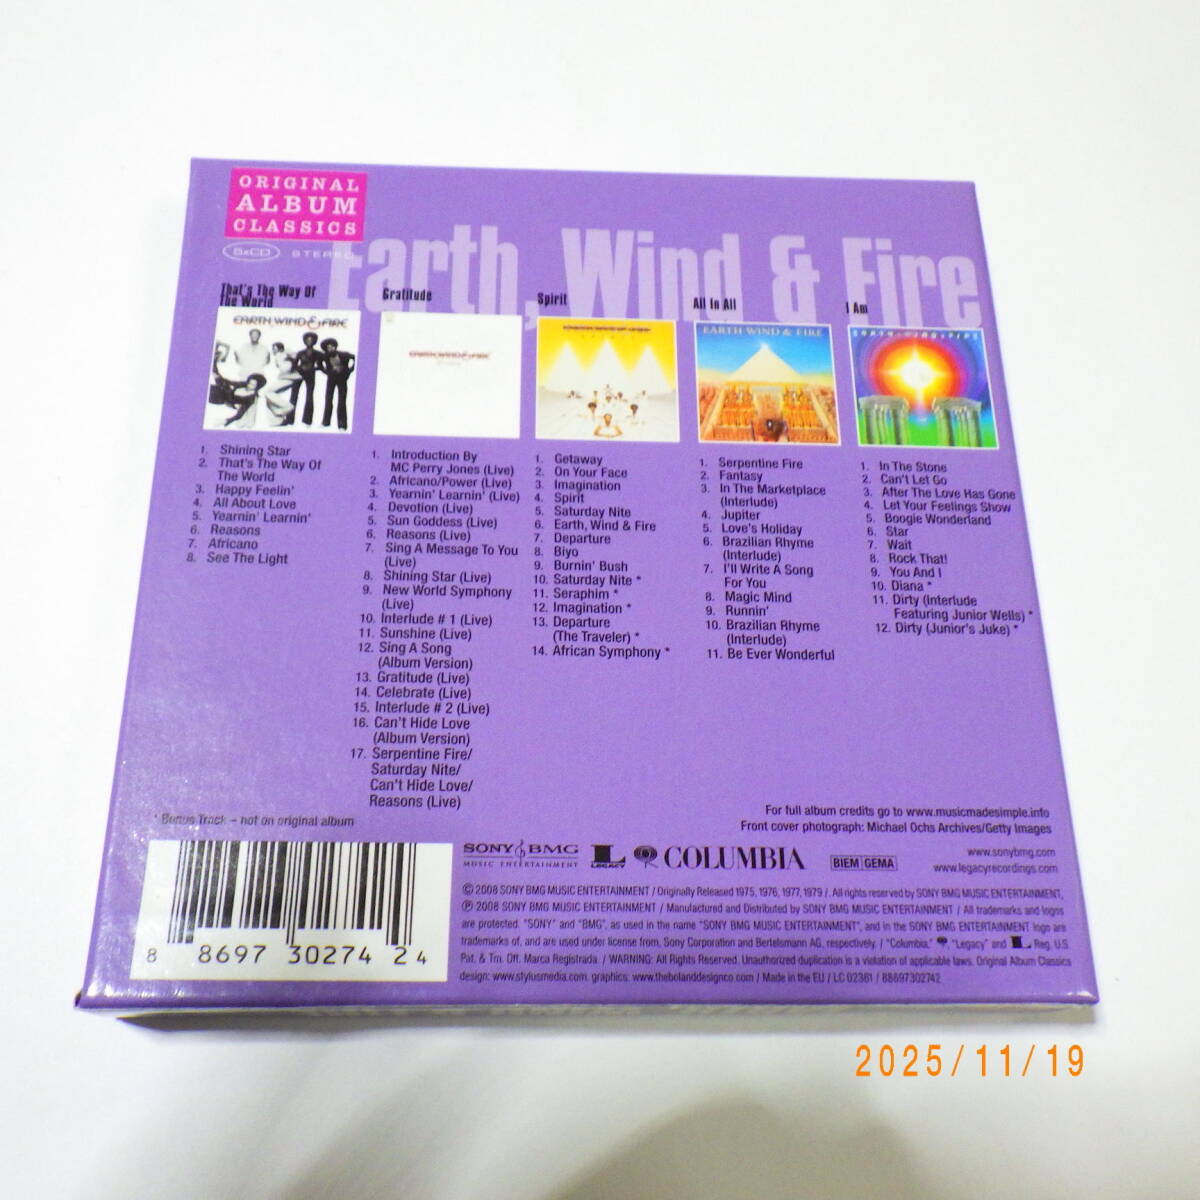 ORIGINAL
ALBUM
CLASSICS
5xCD STEREO
Earth, Wind & Fire
That's The Way Of
The World
EARTH, WIND & FIRE
1. Shining Star
2. That's The Way Of
The World
3. Happy Feelin'
4. All About Love
5. Yearnin' Learnin'
6. Reasons
7. Africano
8. See The Light
Gratitude
EARTH, WIND & FIRE
1. Introduction By
MC Perry Jones (Live)
2. Africano/Power (Live)
3. Yearnin' Learnin' (Live)
4. Devotion (Live)
5. Sun Goddess (Live)
6. Reasons (Live)
7. Sing A Message To You
(Live)
8. Shining Star (Live)
9. New World Symphony
(Live)
10. Interlude # 1 (Live)
11. Sunshine (Live)
12. Sing A Song
(Album Version)
13. Gratitude (Live)
14. Celebrate (Live)
15. Interlude # 2 (Live)
16. Can't Hide Love
(Album Version)
17. Serpentine Fire/
Saturday Nite/
Can't Hide Love/
Reasons (Live)
Spirit
1. Getaway
2. On Your Face
3. Imagination
4. Spirit
5. Saturday Nite
6. Earth, Wind & Fire
7. Departure
8. Biyo
9. Burnin' Bush
10. Saturday Nite *
11. Seraphim *
12. Imagination *
13. Departure
(The Traveler) *
14. African Symphony *
All In All
EARTH WIND & FIRE
1. Serpentine Fire
2. Fantasy
3. In The Marketplace
(Interlude)
4. Jupiter
5. Love's Holiday
6. Brazilian Rhyme
(Interlude)
7. I'll Write A Song
For You
8. Magic Mind
9. Runnin'
10. Brazilian Rhyme
(Interlude)
11. Be Ever Wonderful
I Am
EARTH · WIND & FIRE
1. In The Stone
2. Can't Let Go
3. After The Love Has Gone
4. Let Your Feelings Show
5. Boogie Wonderland
6. Star
7. Wait
8. Rock That!
9. You And I
10. Diana *
11. Dirty (Interlude
Featuring Junior Wells) *
12. Dirty (Junior's Juke) *
* Bonus Track – not on original album
For full album credits go to www.musicmadesimple.info
Front cover photograph: Michael Ochs Archives/Getty Images
SONY BMG
MUSIC ENTERTAINMENT
LEGACY
COLUMBIA
BIEM GEMA
www.sonybmg.com
www.legacyrecordings.com
© 2008 SONY BMG MUSIC ENTERTAINMENT / Originally Released 1975, 1976, 1977, 1979 /. All rights reserved by SONY BMG MUSIC ENTERTAINMENT,
℗ 2008 SONY BMG MUSIC ENTERTAINMENT / Manufactured and Distributed by SONY BMG MUSIC ENTERTAINMENT / All trademarks and logos
are protected. "SONY" and "BMG", as used in the name "SONY BMG MUSIC ENTERTAINMENT", and in the SONY BMG MUSIC ENTERTAINMENT logo are
trademarks of, and are used under license from, Sony Corporation and Bertelsmann AG, respectively. / "Columbia," "Legacy" and L Reg. U.S.
Pat. & Tm. Off. Marca Registrada. / WARNING: All Rights Reserved. Unauthorized duplication is a violation of applicable laws. Original Album Classics
design: www.stylusmedia.com. graphics: www.thebolanddesignco.com / Made in the EU / LC 02361 / 88697302742
8 8697 30274 2 4
2025/11/19